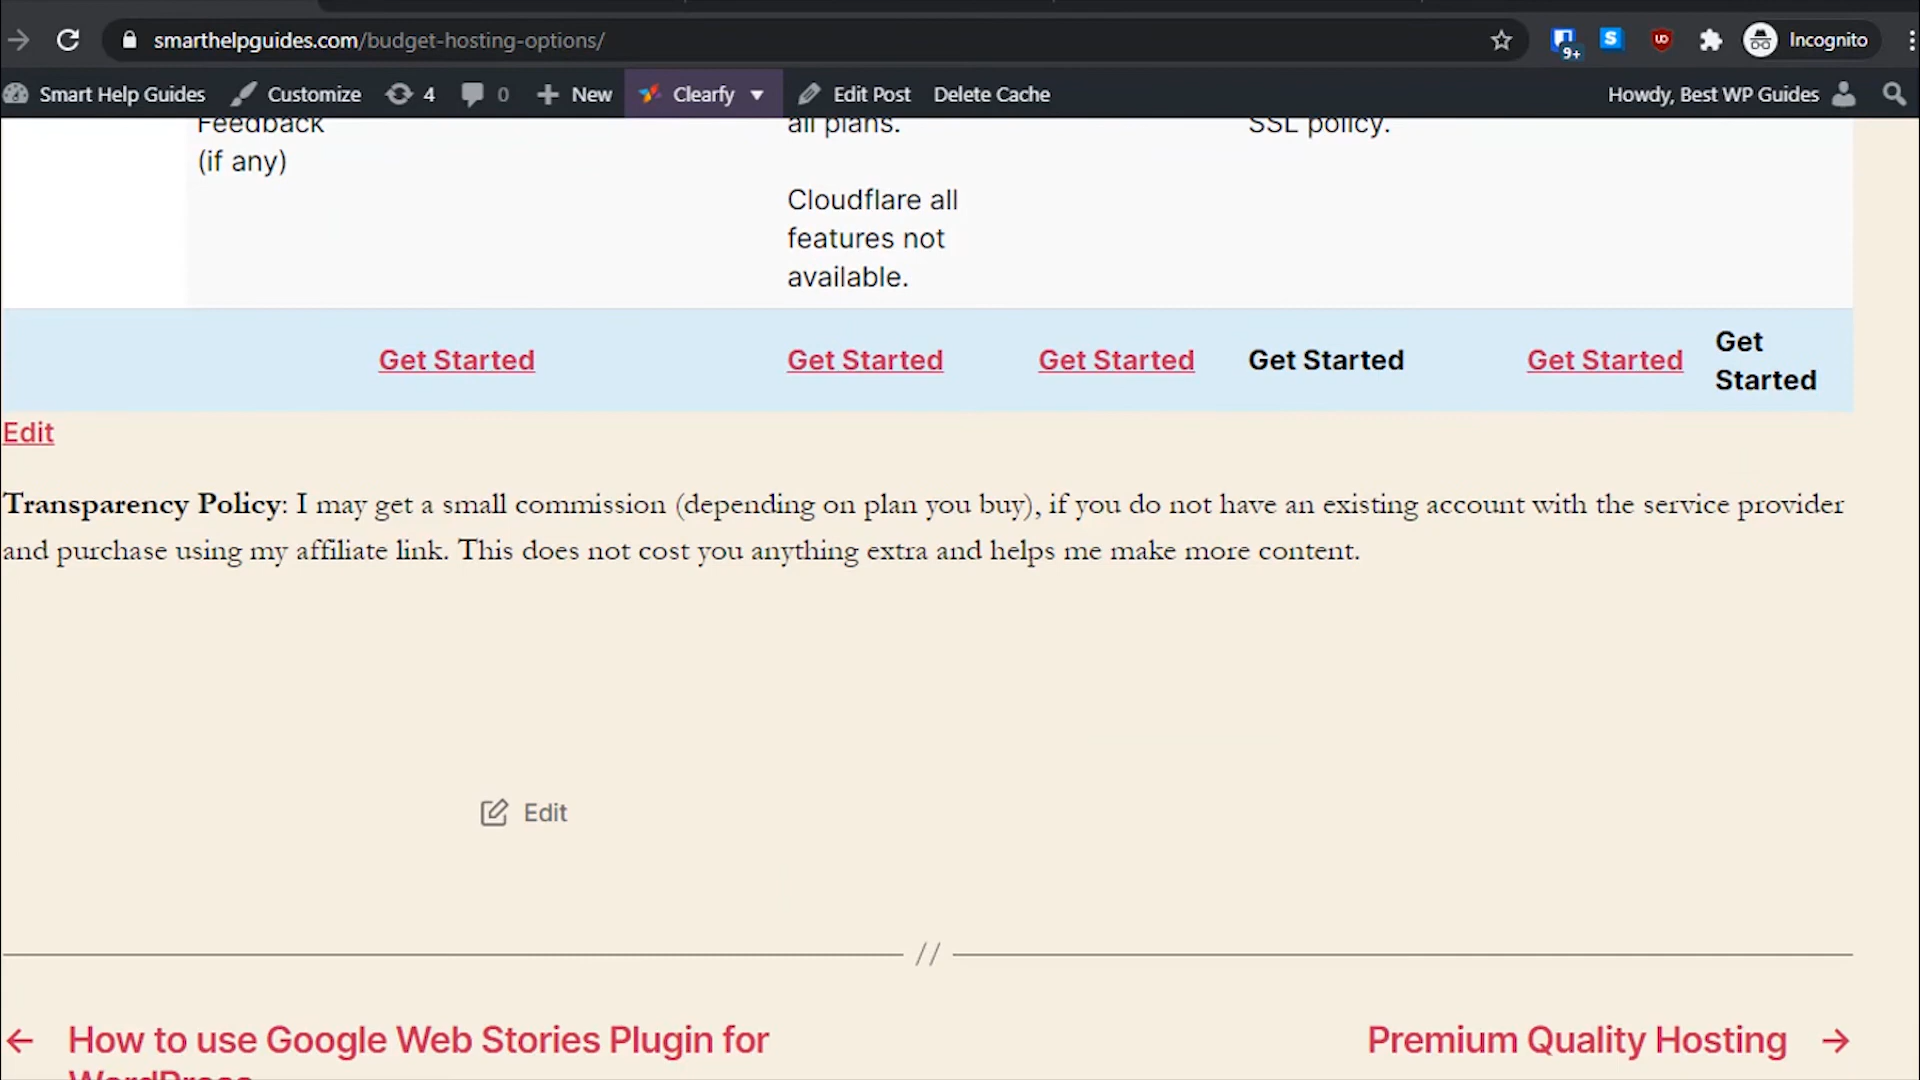 smarthelpguides.com/budget-hosting-options/
9+
S
Incognito
Smart Help Guides
Customize
4
0
New
Clearfy
Edit Post
Delete Cache
Howdy, Best WP Guides
Feedback
(if any)
all plans.
Cloudflare all
features not
available.
SSL policy.
Get Started
Get Started
Get Started
Get Started
Get Started
Get
Started
Edit
Transparency Policy: I may get a small commission (depending on plan you buy), if you do not have an existing account with the service provider
and purchase using my affiliate link. This does not cost you anything extra and helps me make more content.
Edit
//
← How to use Google Web Stories Plugin for
WordPress
Premium Quality Hosting →